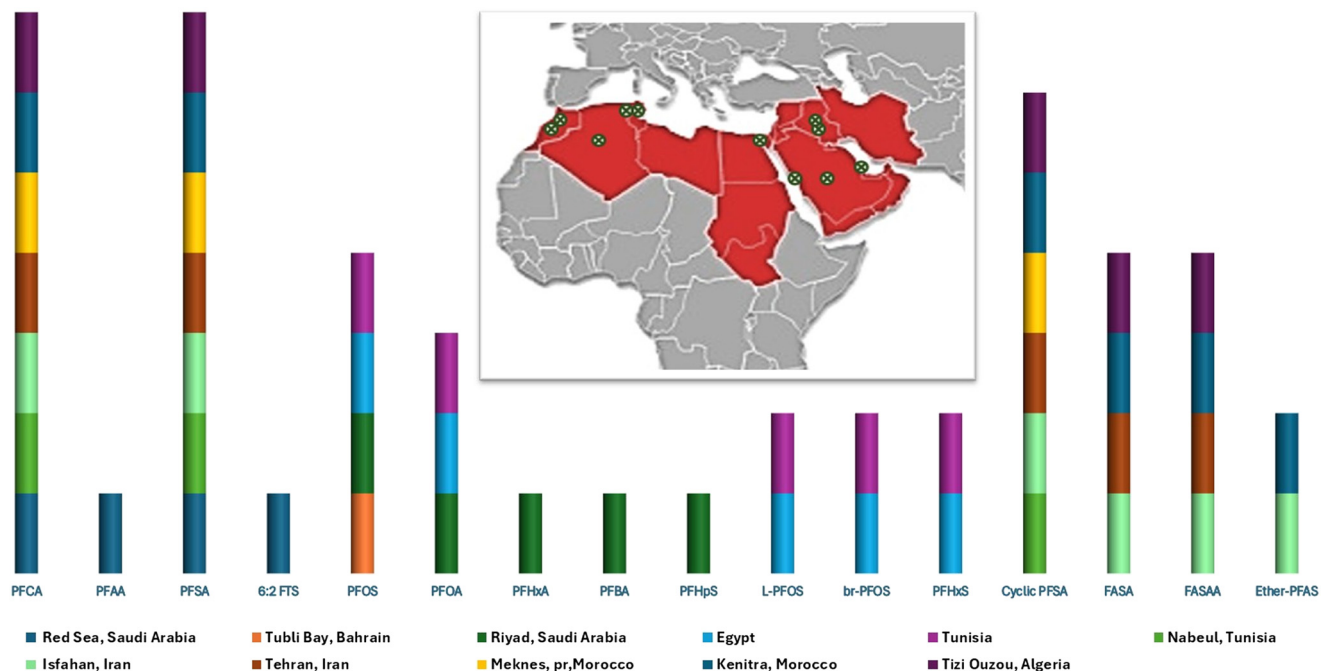 PFCA PFAA PFSA 6:2 FTS PFOS PFOA PFHxA PFBA PFHpS L-PFOS br-PFOS PFHxS Cyclic PFSA FASA FASAA Ether-PFAS
Red Sea, Saudi Arabia Tubli Bay, Bahrain Riyad, Saudi Arabia Egypt Tunisia Nabeul, Tunisia
Isfahan, Iran Tehran, Iran Meknes, pr,Morocco Kenitra, Morocco Tizi Ouzou, Algeria